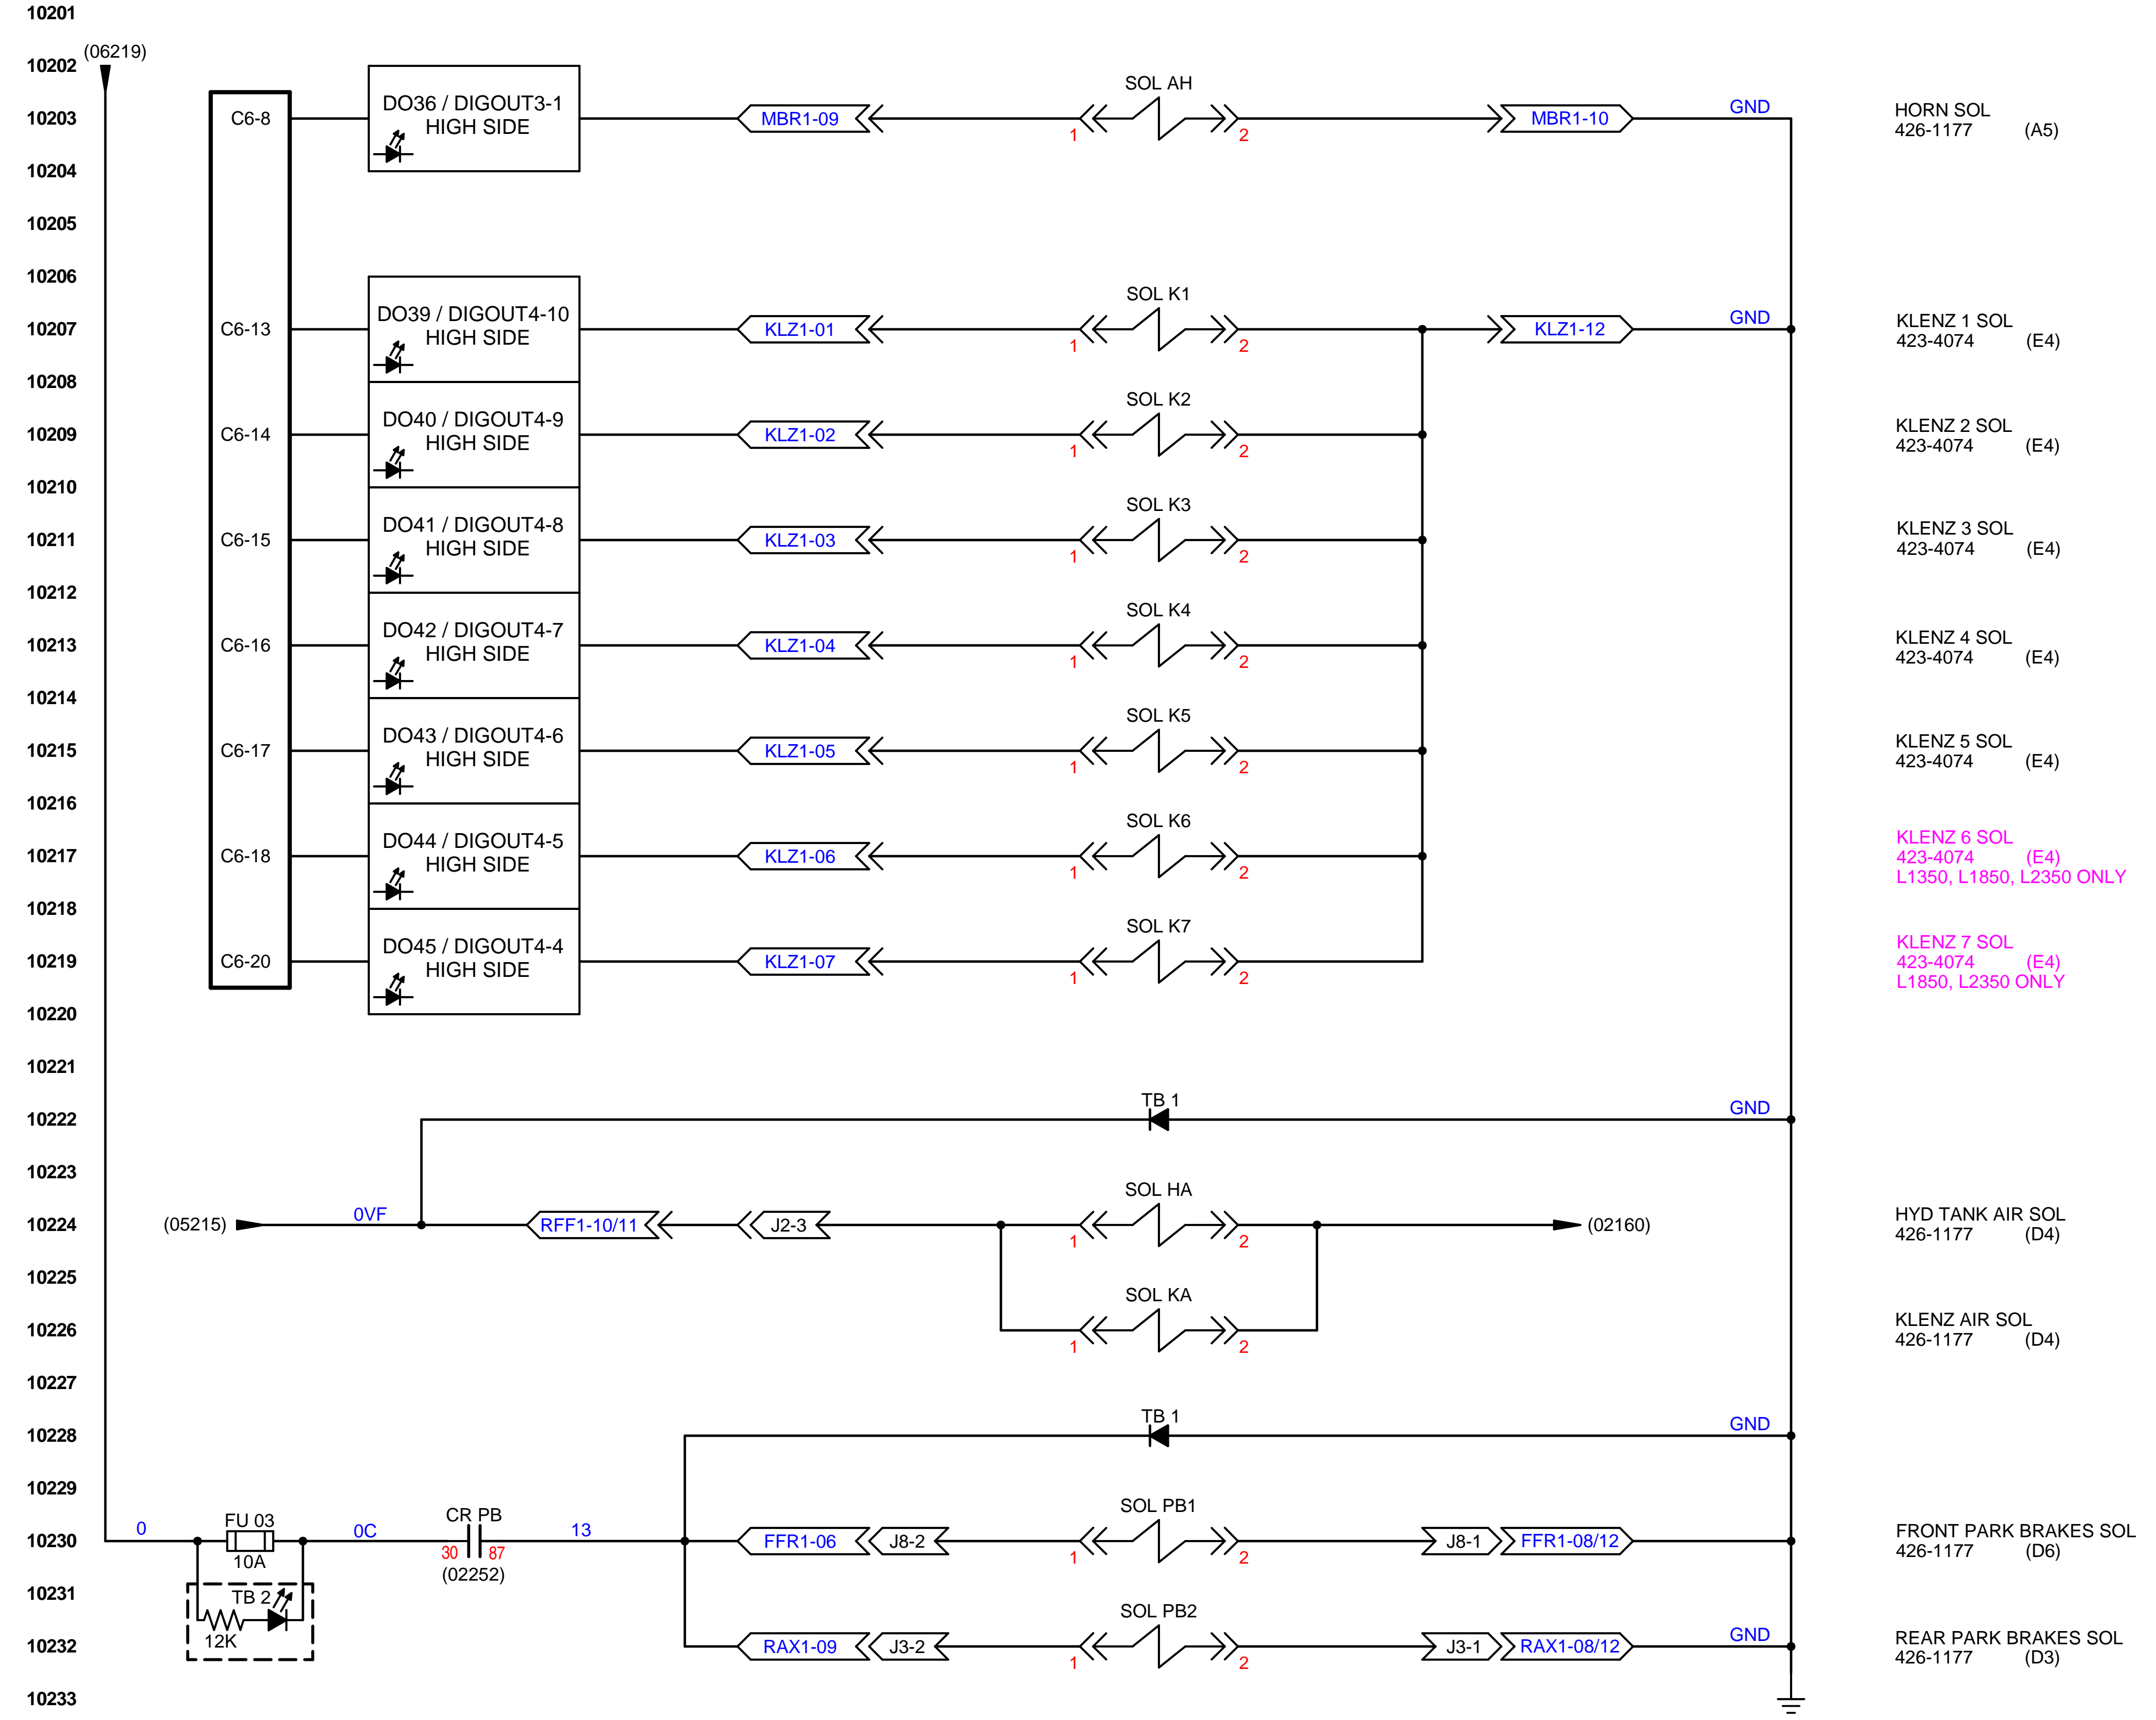 10201
(06219)
10202
SOL AH
DO36 / DIGOUT3-1
HIGH SIDE
10203 C6-8 MBR1-09 1 2 MBR1-10 GND
HORN SOL
426-1177 (A5)
10204
10205
10206
SOL K1
DO39 / DIGOUT4-10
HIGH SIDE
10207 C6-13 KLZ1-01 1 2 KLZ1-12 GND
KLENZ 1 SOL
423-4074 (E4)
10208
SOL K2
DO40 / DIGOUT4-9
HIGH SIDE
10209 C6-14 KLZ1-02 1 2
KLENZ 2 SOL
423-4074 (E4)
10210
SOL K3
DO41 / DIGOUT4-8
HIGH SIDE
10211 C6-15 KLZ1-03 1 2
KLENZ 3 SOL
423-4074 (E4)
10212
SOL K4
DO42 / DIGOUT4-7
HIGH SIDE
10213 C6-16 KLZ1-04 1 2
KLENZ 4 SOL
423-4074 (E4)
10214
SOL K5
DO43 / DIGOUT4-6
HIGH SIDE
10215 C6-17 KLZ1-05 1 2
KLENZ 5 SOL
423-4074 (E4)
10216
SOL K6
DO44 / DIGOUT4-5
HIGH SIDE
10217 C6-18 KLZ1-06 1 2
KLENZ 6 SOL
423-4074 (E4)
L1350, L1850, L2350 ONLY
10218
SOL K7
DO45 / DIGOUT4-4
HIGH SIDE
10219 C6-20 KLZ1-07 1 2
KLENZ 7 SOL
423-4074 (E4)
L1850, L2350 ONLY
10220
10221
TB 1
10222 GND
10223
SOL HA
10224 (05215) 0VF RFF1-10/11 J2-3 1 2 (02160)
HYD TANK AIR SOL
426-1177 (D4)
10225
SOL KA
10226 1 2
KLENZ AIR SOL
426-1177 (D4)
10227
TB 1
10228 GND
10229
SOL PB1
10230 0 FU 03 0C CR PB 13 FFR1-06 J8-2 1 2 J8-1 FFR1-08/12
10A 30 87
(02252)
FRONT PARK BRAKES SOL
426-1177 (D6)
10231
TB 2
12K
SOL PB2
10232 RAX1-09 J3-2 1 2 J3-1 RAX1-08/12 GND
REAR PARK BRAKES SOL
426-1177 (D3)
10233